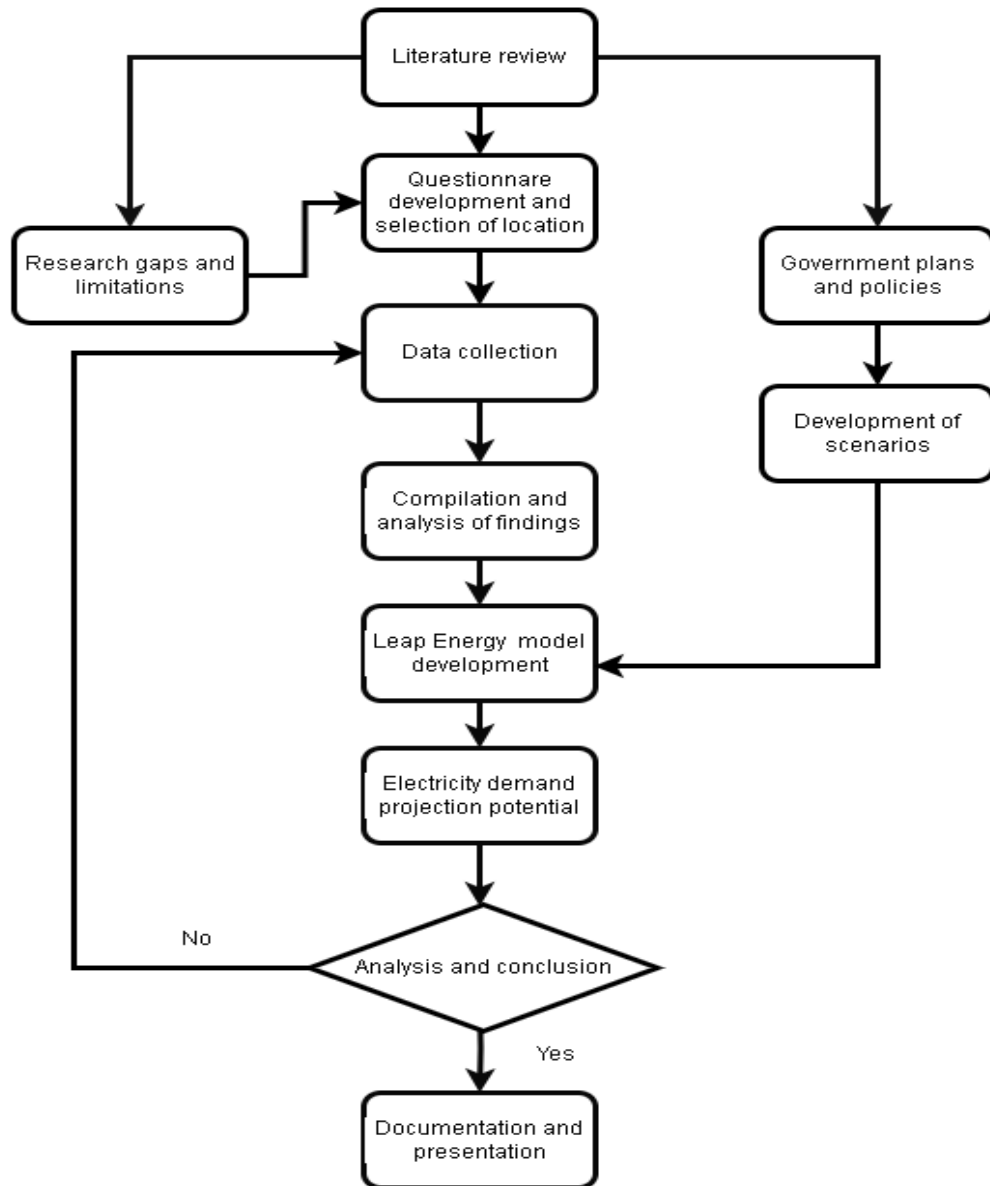 Literature review
Questionnare
development and
selection of location
Research gaps and
limitations
Government plans
and policies
Data collection
Development of
scenarios
Compilation and
analysis of findings
Leap Energy model
development
Electricity demand
projection potential
No
Analysis and conclusion
Yes
Documentation and
presentation